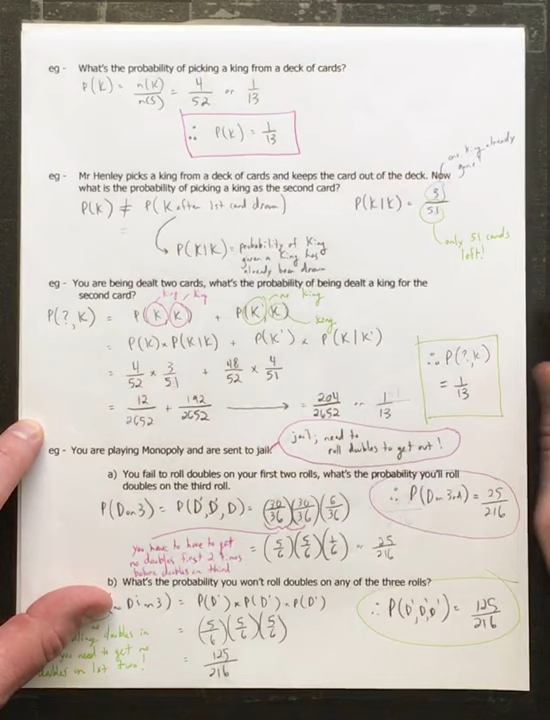 eg - What's the probability of picking a king from a deck of cards?
P(K) = n(K)/n(S) = 4/52 or 1/13
∴ P(K) = 1/13
one king already gone!
eg - Mr Henley picks a king from a deck of cards and keeps the card out of the deck. Now
what is the probability of picking a king as the second card?
P(K) ≠ P(K after 1st card drawn)
P(K|K) = 3/51
=
P(K|K) = probability of King
given a King has
already been drawn
only 51 cards
left!
eg - You are being dealt two cards, what's the probability of being dealt a king for the
second card?
king king
no king
P(?, K) = P(K, K) + P(K', K)
king
= P(K) × P(K|K) + P(K') × P(K|K')
= 4/52 × 3/51 + 48/52 × 4/51
= 12/2652 + 192/2652 → = 204/2652 or 1/13
∴ P(?, K)
= 1/13
eg - You are playing Monopoly and are sent to jail.
jail; need to
roll doubles to get out!
a) You fail to roll doubles on your first two rolls, what's the probability you'll roll
doubles on the third roll.
P(D on 3) = P(D', D', D) = (30/36)(30/36)(6/36)
∴ P(D on 3rd) = 25/216
= (5/6)(5/6)(1/6) or 25/216
you have to have to get
no doubles first 2 times
before doubles on third
b) What's the probability you won't roll doubles on any of the three rolls?
D in 3) = P(D') × P(D') × P(D')
= (5/6)(5/6)(5/6)
= 125/216
∴ P(D', D', D') = 125/216
doubles in
you need to get no
doubles on 1st two!